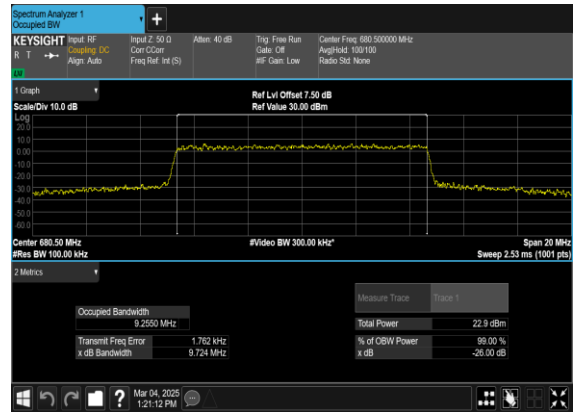 Spectrum Analyzer 1
Occupied BW
+
KEYSIGHT Input: RF Input Z: 50 Ω Atten: 40 dB Trig: Free Run Center Freq: 680.500000 MHz
R T Coupling: DC Corr CCorr Gate: Off Avg|Hold: 100/100
Align: Auto Freq Ref: Int (S) #IF Gain: Low Radio Std: None
LW
1 Graph Ref Lvl Offset 7.50 dB
Scale/Div 10.0 dB Ref Value 30.00 dBm
Log
20.0
10.0
0.00
-10.0
-20.0
-30.0
-40.0
-50.0
-60.0
Center 680.50 MHz #Video BW 300.00 kHz* Span 20 MHz
#Res BW 100.00 kHz Sweep 2.53 ms (1001 pts)
2 Metrics
Measure Trace Trace 1
Occupied Bandwidth
9.2550 MHz Total Power 22.9 dBm
Transmit Freq Error 1.762 kHz % of OBW Power 99.00 %
x dB Bandwidth 9.724 MHz x dB -26.00 dB
? Mar 04, 2025
1:21:12 PM